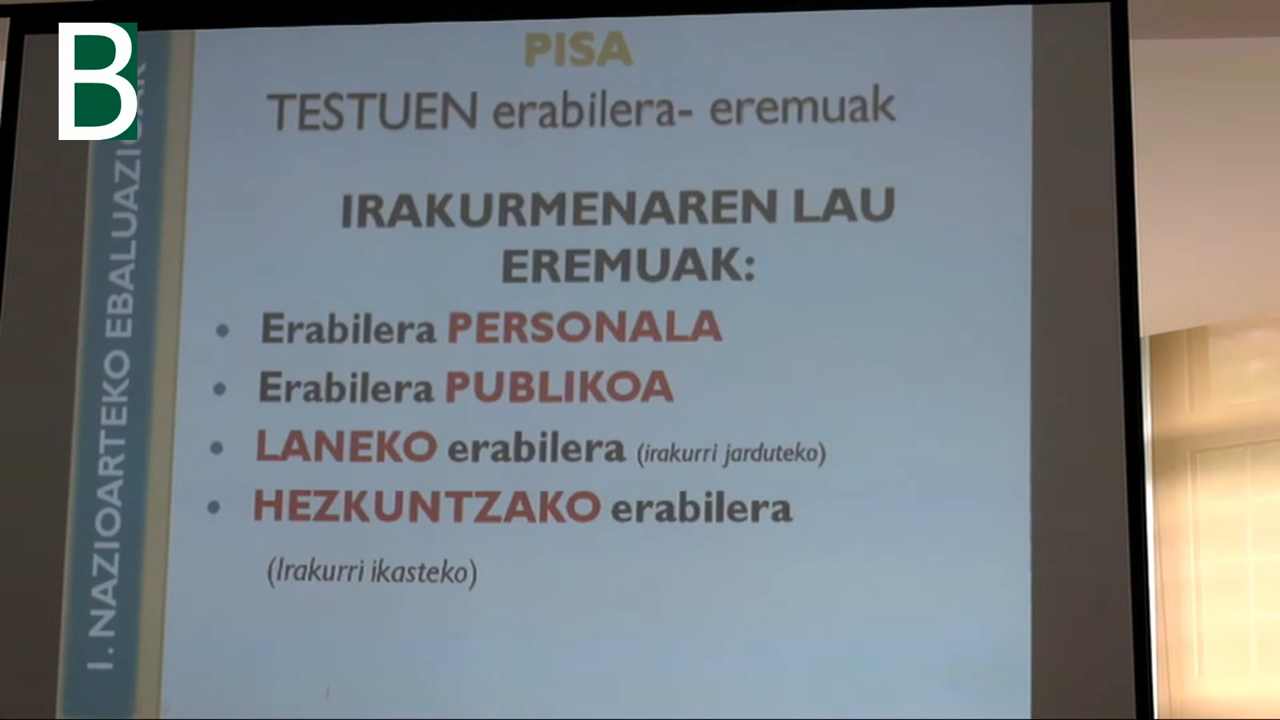 B
PISA
TESTUEN erabilera- eremuak
IRAKURMENAREN LAU
EREMUAK:
• Erabilera PERSONALA
• Erabilera PUBLIKOA
• LANEKO erabilera (irakurri jarduteko)
• HEZKUNTZAKO erabilera
(Irakurri ikasteko)
I. NAZIOARTEKO EBALUAZIOAK